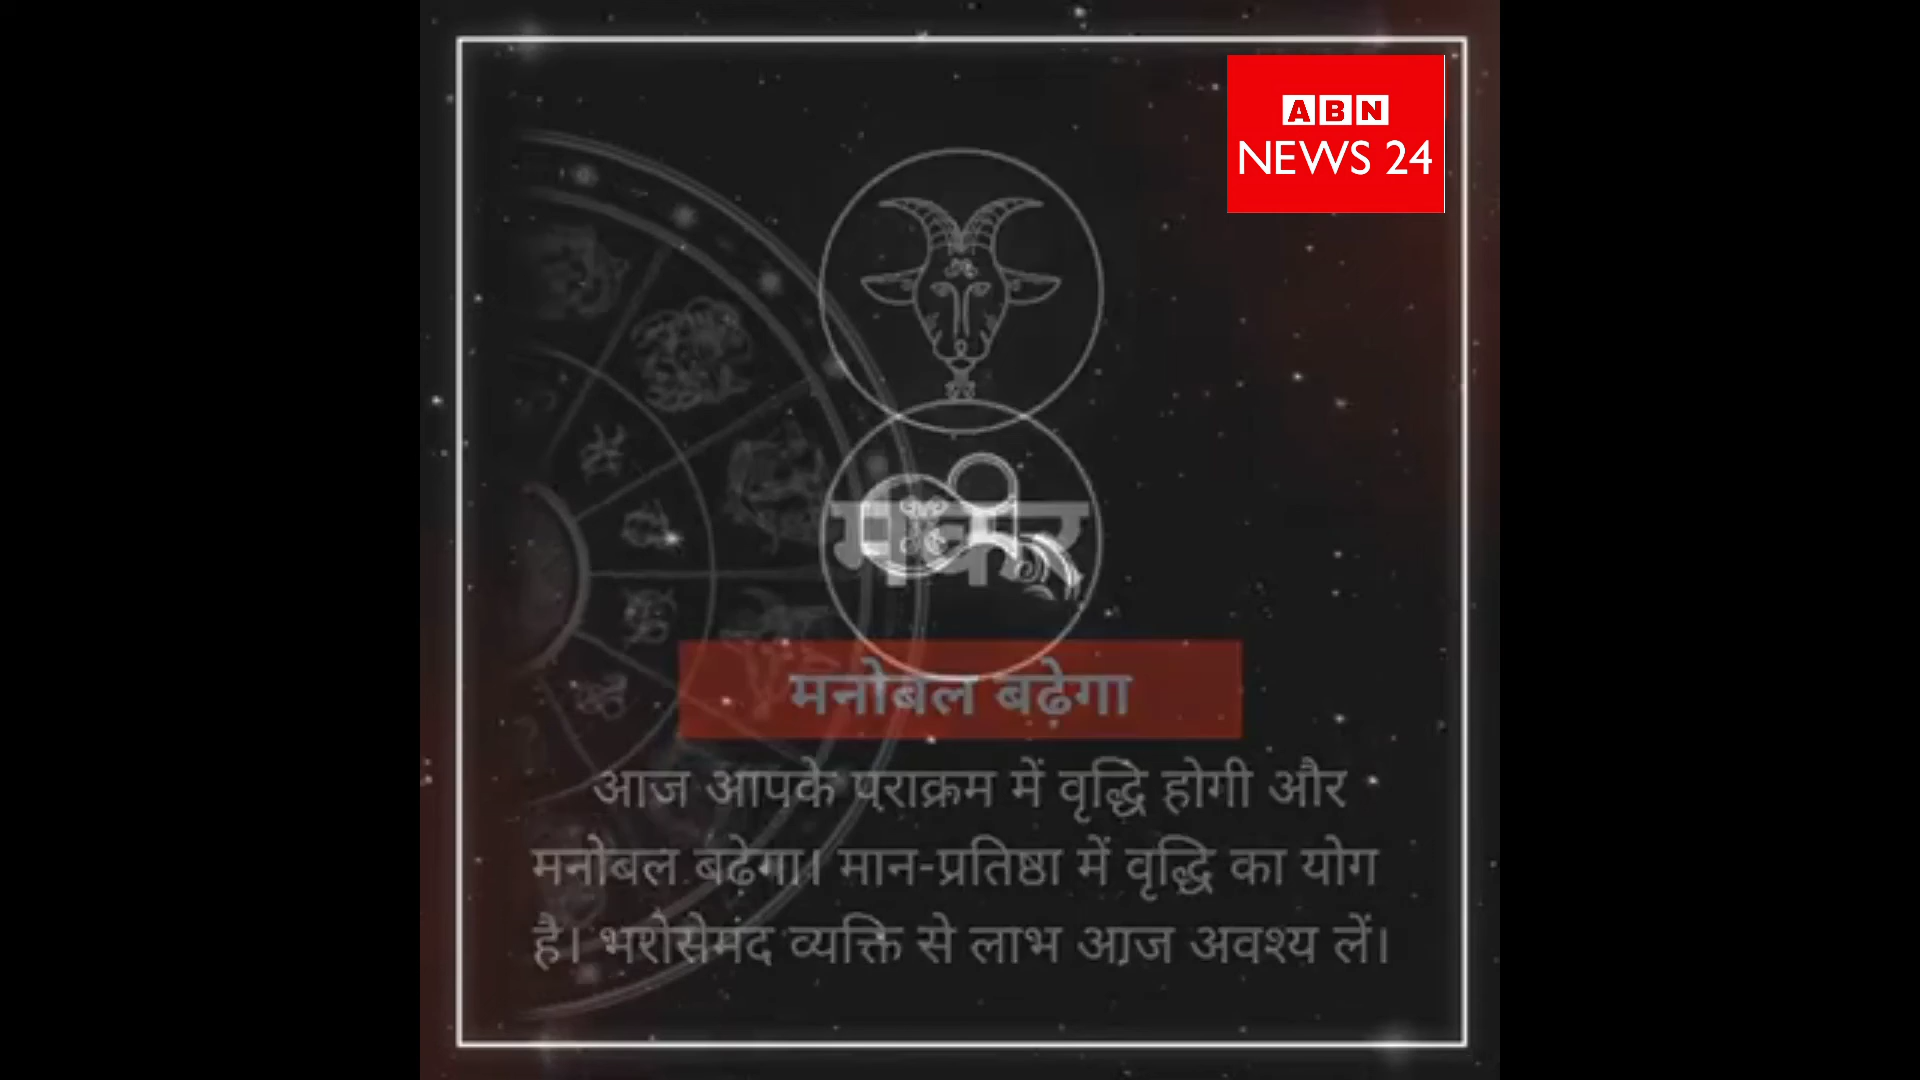 ABN
NEWS 24
मकर
मनोबल बढ़ेगा
आज आपके पराक्रम में वृद्धि होगी और
मनोबल बढ़ेगा। मान-प्रतिष्ठा में वृद्धि का योग
है। भरोसेमंद व्यक्ति से लाभ आज अवश्य लें।